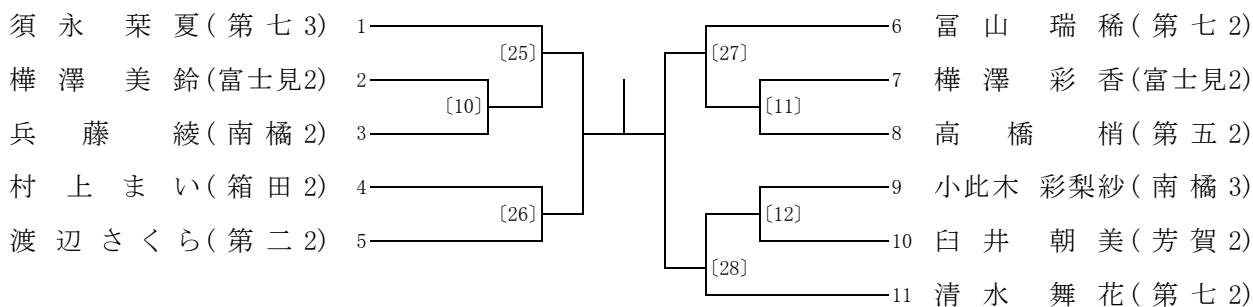 須永 栞夏(第七3) 1
〔25〕
樺澤 美鈴(富士見2) 2
〔10〕
兵藤 綾(南橘2) 3
村上まい(箱田2) 4
〔26〕
渡辺さくら(第二2) 5
6 冨山 瑞稀(第七2)
〔27〕
7 樺澤 彩香(富士見2)
〔11〕
8 高橋 梢(第五2)
9 小此木 彩梨紗(南橘3)
〔12〕
10 臼井 朝美(芳賀2)
〔28〕
11 清水 舞花(第七2)